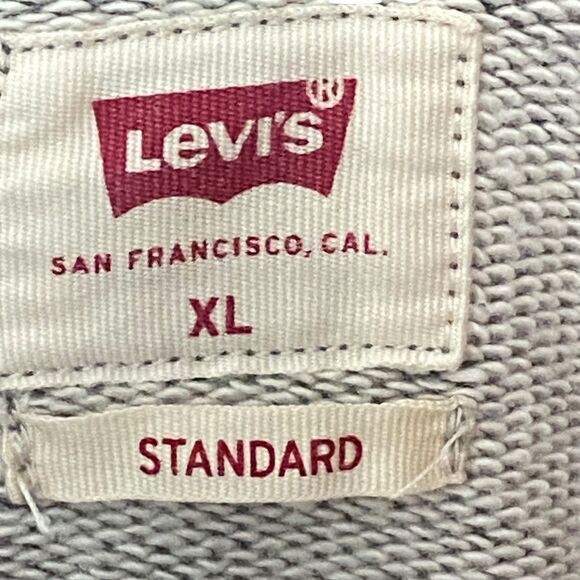 Levi's®
SAN FRANCISCO, CAL.
XL
STANDARD